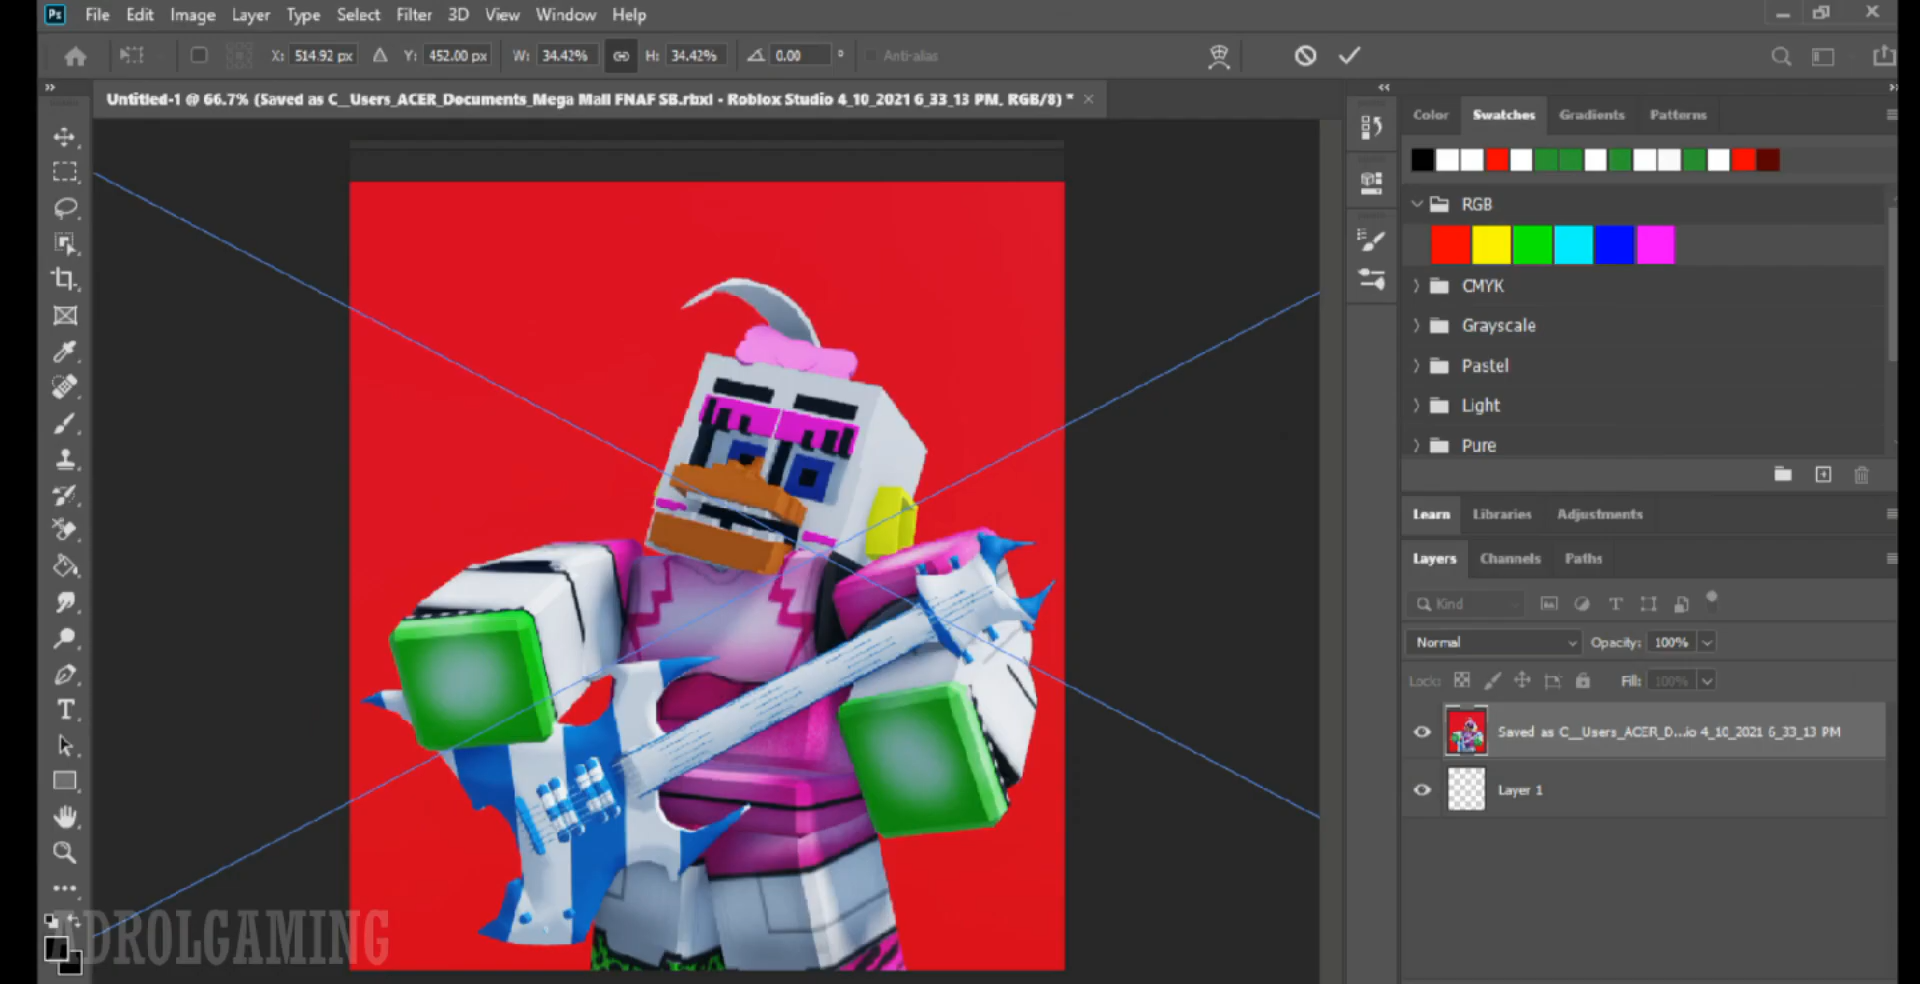 Ps File Edit Image Layer Type Select Filter 3D View Window Help
X: 514.92 px Y: 452.00 px W: 34.42% H: 34.42% 0.00 ° Anti-alias
Untitled-1 @ 66.7% (Saved as C__Users_ACER_Documents_Mega Mall FNAF SB.rbxl - Roblox Studio 4_10_2021 6_33_13 PM, RGB/8) *
Color Swatches Gradients Patterns
RGB
CMYK
Grayscale
Pastel
Light
Pure
Learn Libraries Adjustments
Layers Channels Paths
Kind
Normal Opacity: 100%
Lock: Fill: 100%
Saved as C__Users_ACER_D...io 4_10_2021 6_33_13 PM
Layer 1
ADROLGAMING